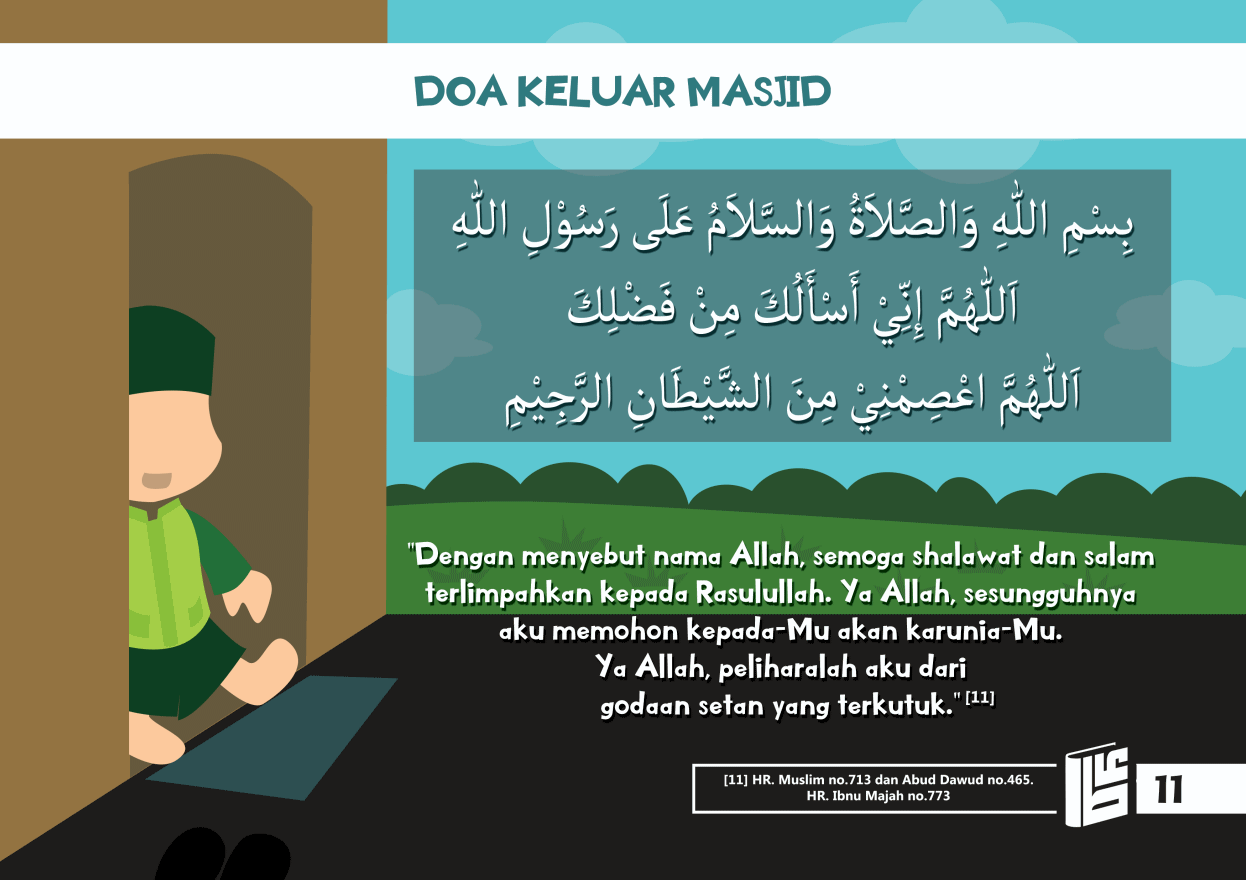 DOA KELUAR MASJID
بِسْمِ اللّٰهِ وَالصَّلاَةُ وَالسَّلاَمُ عَلَى رَسُوْلِ اللّٰهِ
اَللّٰهُمَّ إِنِّيْ أَسْأَلُكَ مِنْ فَضْلِكَ
اَللّٰهُمَّ اعْصِمْنِيْ مِنَ الشَّيْطَانِ الرَّجِيْمِ
"Dengan menyebut nama Allah, semoga shalawat dan salam
terlimpahkan kepada Rasulullah. Ya Allah, sesungguhnya
aku memohon kepada-Mu akan karunia-Mu.
Ya Allah, peliharalah aku dari
godaan setan yang terkutuk." [11]
[11] HR. Muslim no.713 dan Abud Dawud no.465.
HR. Ibnu Majah no.773
11